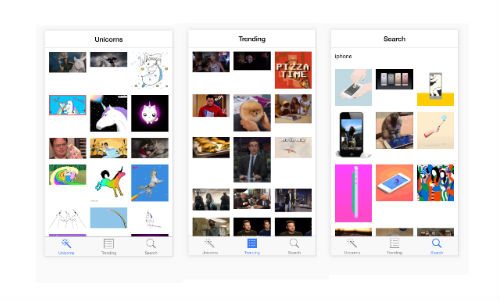 Unicorns
Unicorns
Trending
Search
Trending
PIZZA
TIME
Unicorns
Trending
Search
Search
iphone
Unicorns
Trending
Search